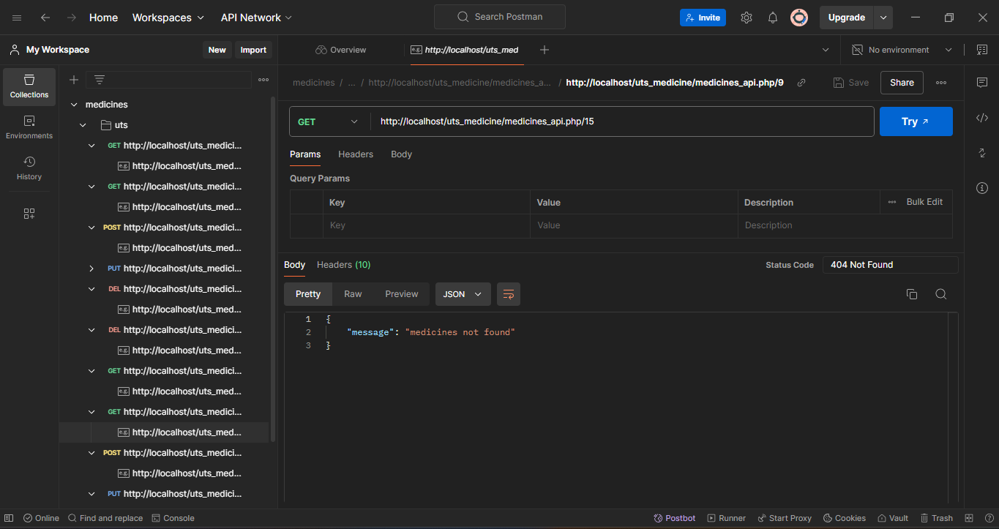 Home Workspaces API Network Search Postman Invite Upgrade
My Workspace New Import Overview http://localhost/uts_med No environment
Collections
Environments
History
medicines
uts
GET http://localhost/uts_medici...
e.g. http://localhost/uts_med...
GET http://localhost/uts_medici...
e.g. http://localhost/uts_med...
POST http://localhost/uts_medici...
e.g. http://localhost/uts_med...
PUT http://localhost/uts_medici...
DEL http://localhost/uts_medici...
e.g. http://localhost/uts_med...
DEL http://localhost/uts_medici...
e.g. http://localhost/uts_med...
GET http://localhost/uts_medici...
e.g. http://localhost/uts_med...
GET http://localhost/uts_medici...
e.g. http://localhost/uts_med...
POST http://localhost/uts_medici...
e.g. http://localhost/uts_med...
PUT http://localhost/uts_medici...
medicines / ... / http://localhost/uts_medicine/medicines_a... / http://localhost/uts_medicine/medicines_api.php/9 Save Share
GET http://localhost/uts_medicine/medicines_api.php/15 Try
Params Headers Body
Query Params
Key Value Description Bulk Edit
Key Value Description
Body Headers (10) Status Code 404 Not Found
Pretty Raw Preview JSON
1 {
2 "message": "medicines not found"
3 }
Online Find and replace Console Postbot Runner Start Proxy Cookies Vault Trash